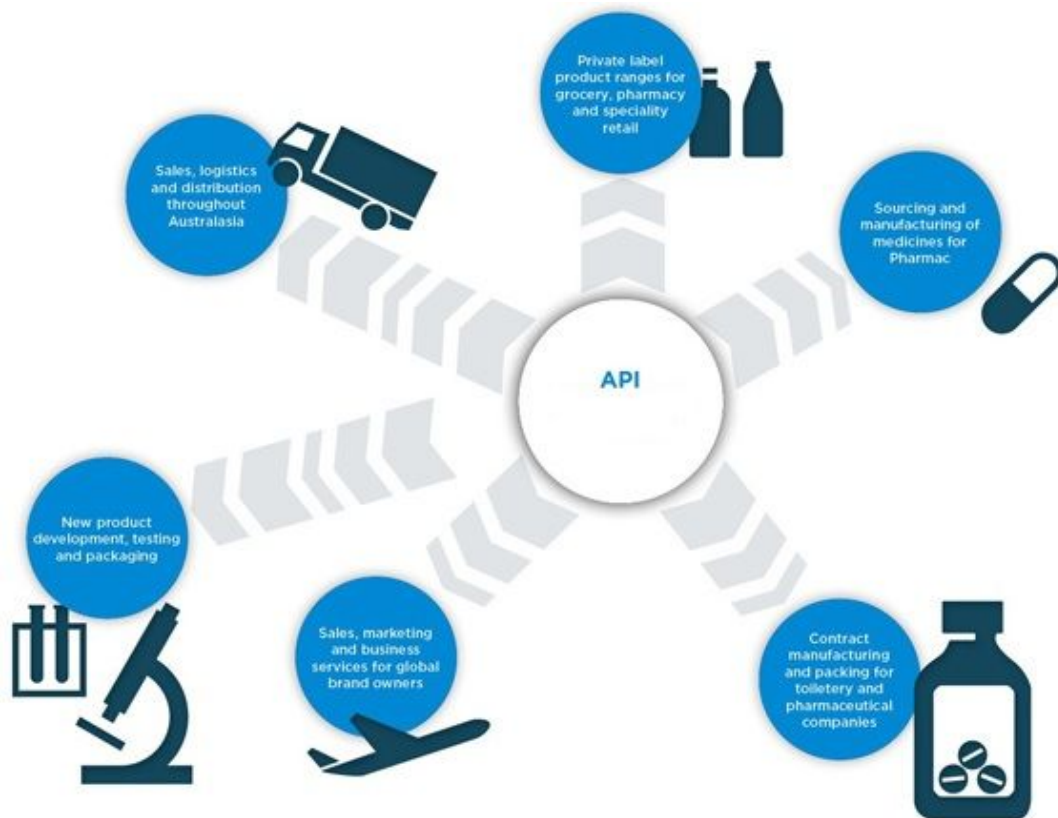 Private label
product ranges for
grocery, pharmacy
and speciality
retail
Sales, logistics
and distribution
throughout
Australasia
Sourcing and
manufacturing of
medicines for
Pharmac
API
New product
development, testing
and packaging
Sales, marketing
and business
services for global
brand owners
Contract
manufacturing
and packing for
toiletery and
pharmaceutical
companies